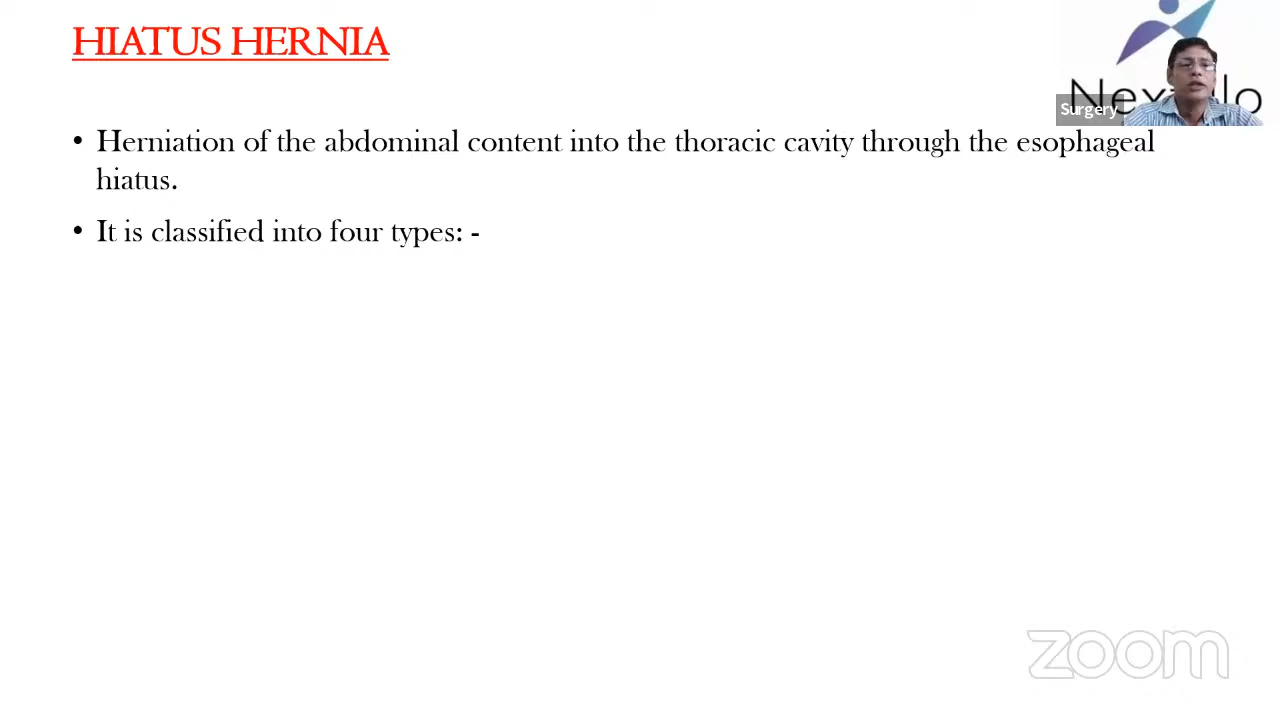 HIATUS HERNIA
Surgery
• Herniation of the abdominal content into the thoracic cavity through the esophageal
hiatus.
• It is classified into four types: -
zoom